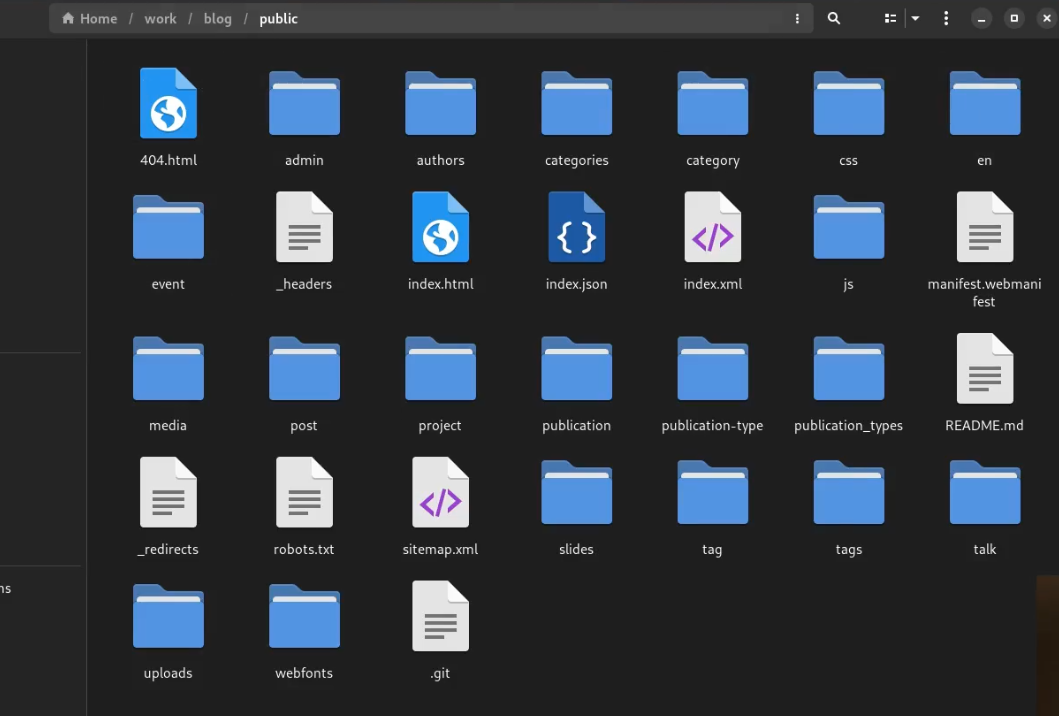 Home / work / blog / public
404.html
admin
authors
categories
category
css
en
event
_headers
index.html
index.json
index.xml
js
manifest.webmani
fest
media
post
project
publication
publication-type
publication_types
README.md
_redirects
robots.txt
sitemap.xml
slides
tag
tags
talk
ns
uploads
webfonts
.git